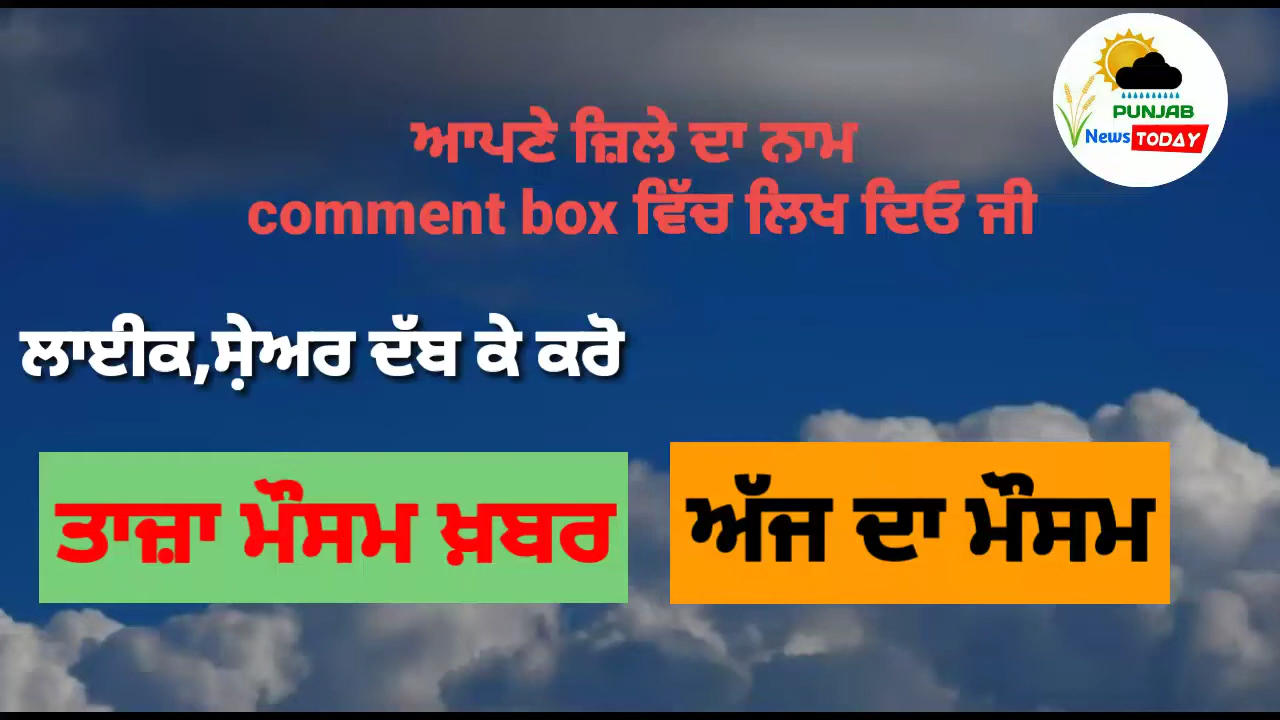 PUNJAB
News TODAY
ਆਪਣੇ ਜ਼ਿਲੇ ਦਾ ਨਾਮ
comment box ਵਿੱਚ ਲਿਖ ਦਿਓ ਜੀ
ਲਾਈਕ,ਸ਼ੇਅਰ ਦੱਬ ਕੇ ਕਰੋ
ਤਾਜ਼ਾ ਮੌਸਮ ਖ਼ਬਰ
ਅੱਜ ਦਾ ਮੌਸਮ